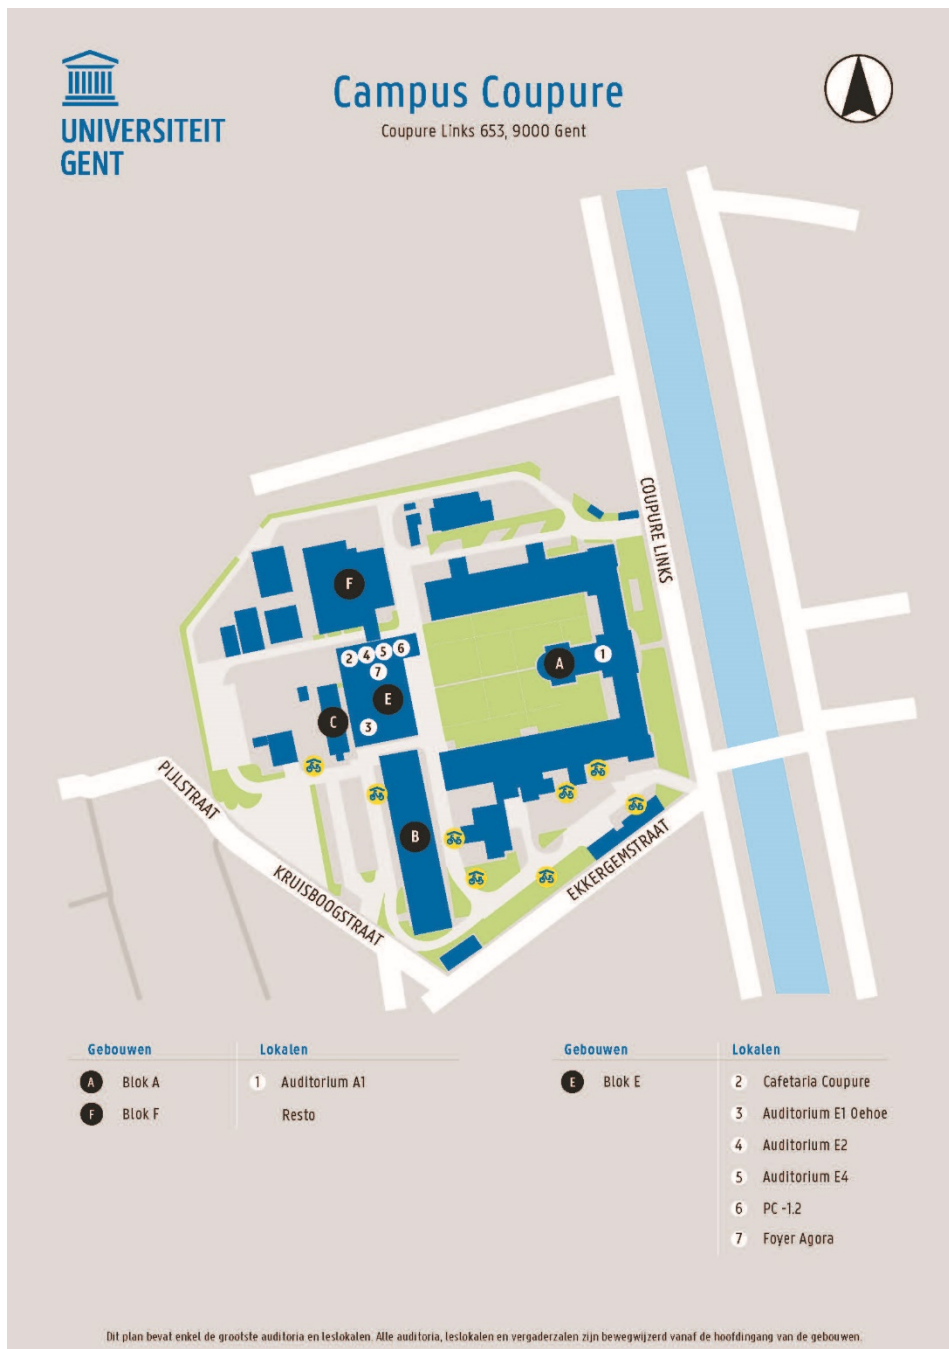 UNIVERSITEIT
GENT
Campus Coupure
Coupure Links 653, 9000 Gent
COUPURE LINKS
F
2
4
5
6
7
A
1
E
C
3
PIJLSTRAAT
B
KRUISBOOGSTRAAT
EKKERGEMSTRAAT
Gebouwen Lokalen
A Blok A 1 Auditorium A1
F Blok F Resto
Gebouwen Lokalen
E Blok E 2 Cafetaria Coupure
3 Auditorium E1 Oehoe
4 Auditorium E2
5 Auditorium E4
6 PC -1.2
7 Foyer Agora
Dit plan bevat enkel de grootste auditoria en leslokalen. Alle auditoria, leslokalen en vergaderzalen zijn bewegwijzerd vanaf de hoofdingang van de gebouwen.